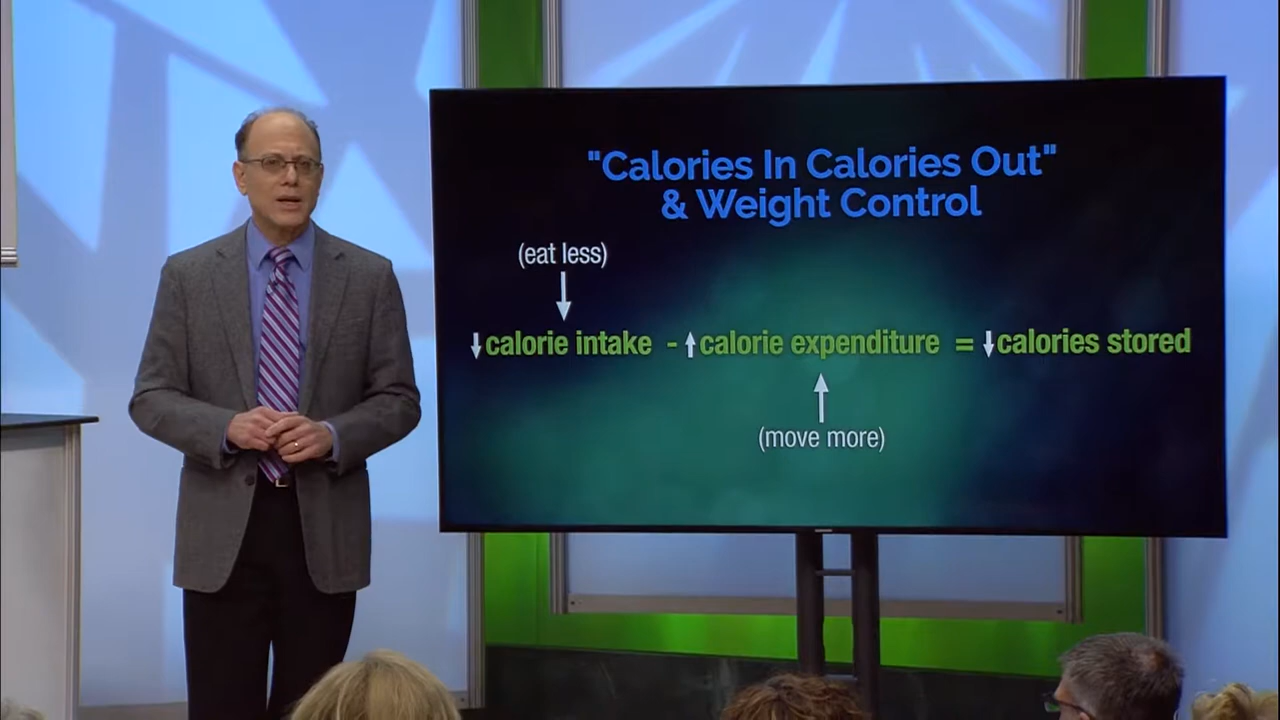 "Calories In Calories Out"
& Weight Control
(eat less)
↓calorie intake - ↑calorie expenditure = ↓calories stored
(move more)